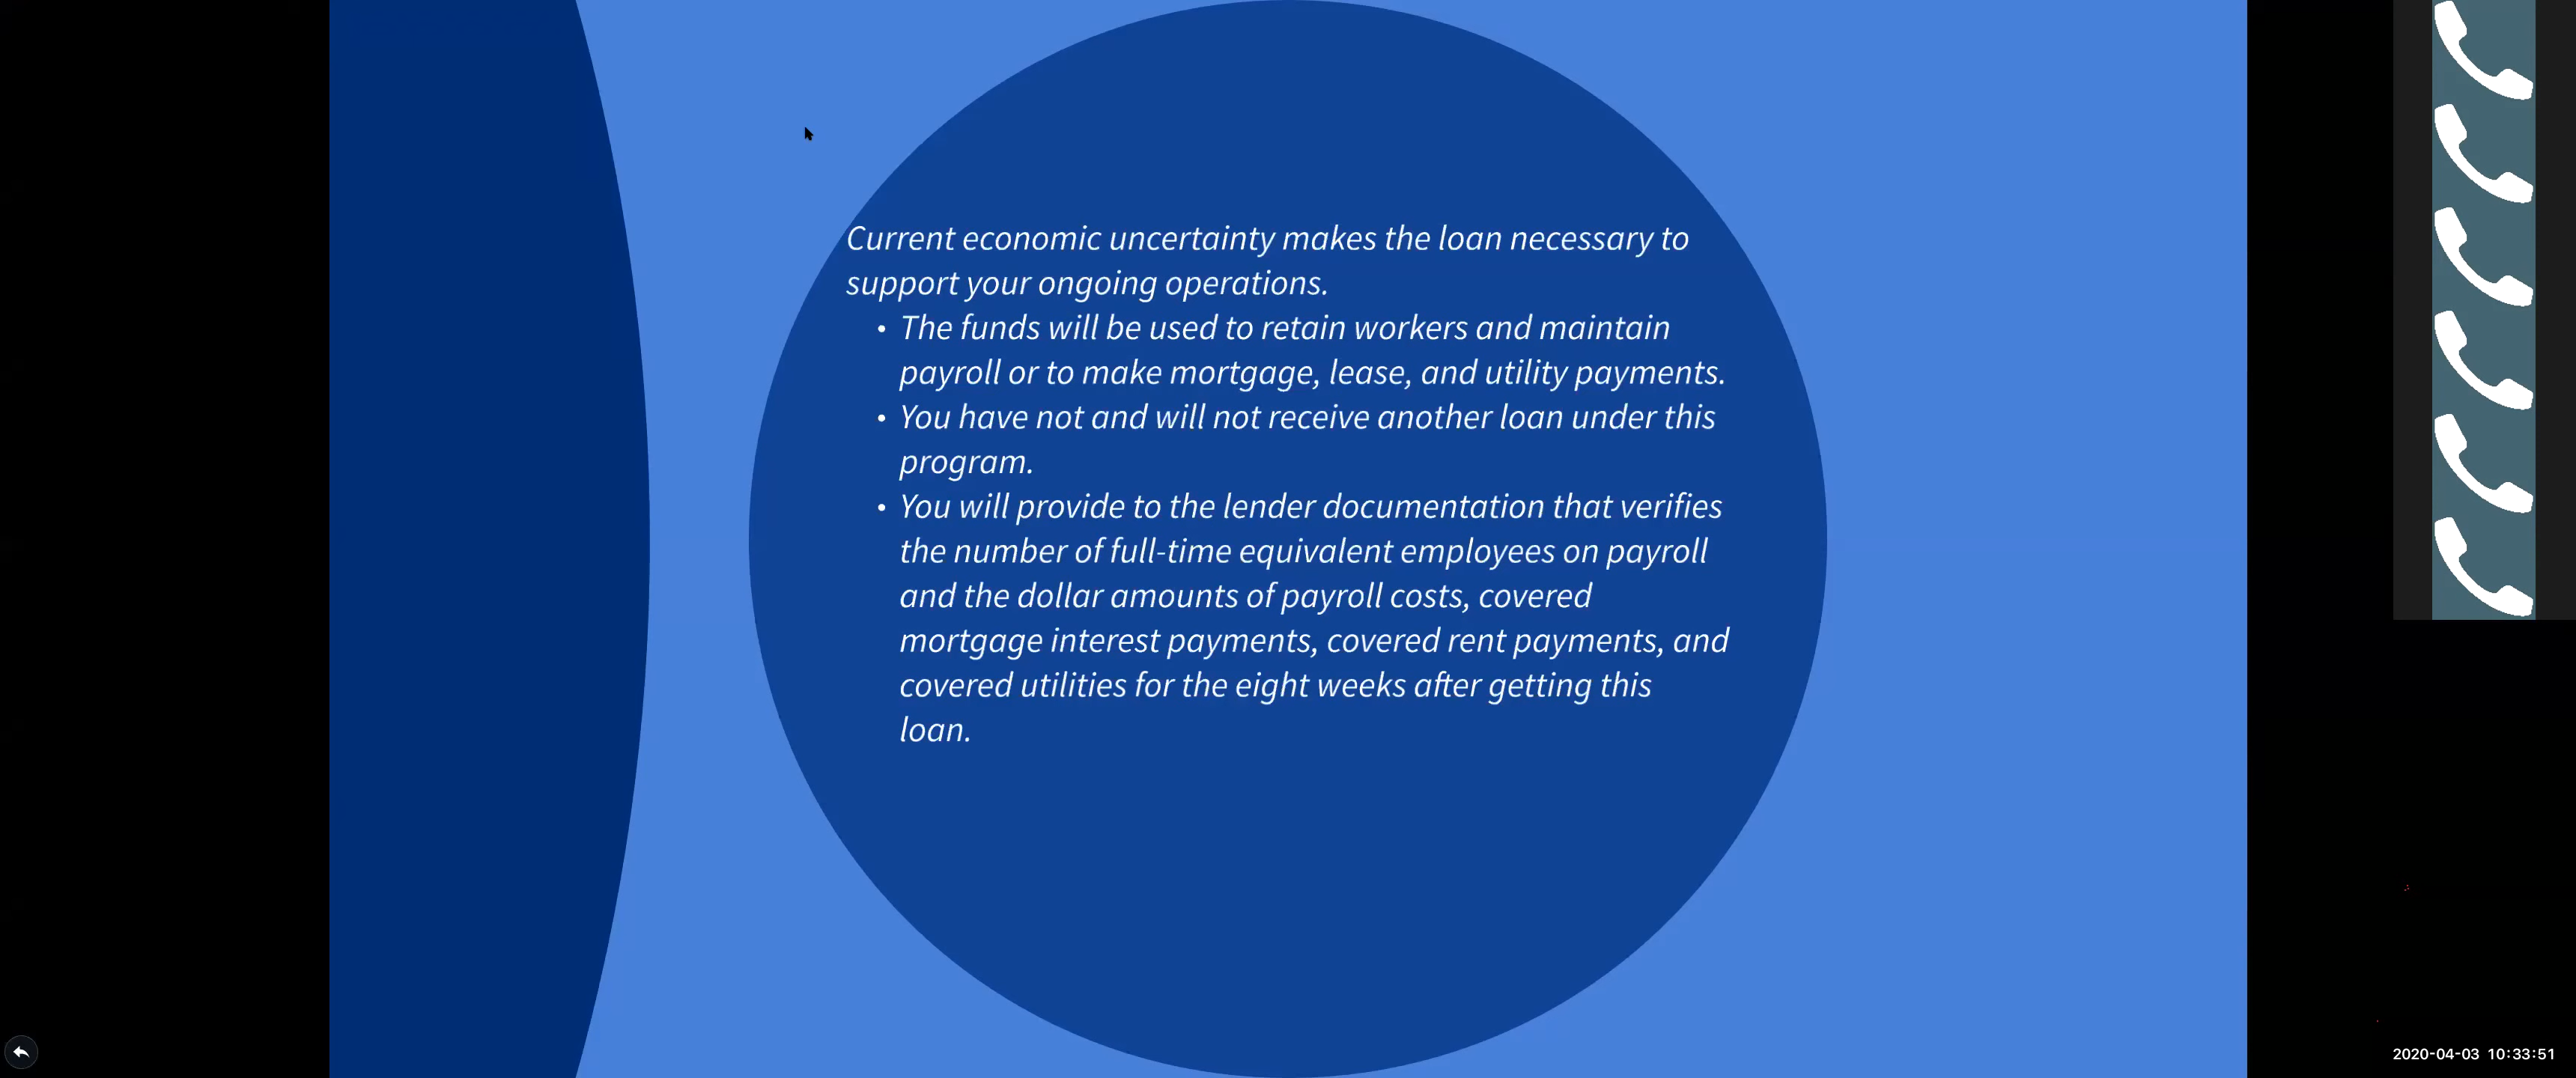 Current economic uncertainty makes the loan necessary to
support your ongoing operations.
• The funds will be used to retain workers and maintain
payroll or to make mortgage, lease, and utility payments.
• You have not and will not receive another loan under this
program.
• You will provide to the lender documentation that verifies
the number of full-time equivalent employees on payroll
and the dollar amounts of payroll costs, covered
mortgage interest payments, covered rent payments, and
covered utilities for the eight weeks after getting this
loan.
2020-04-03 10:33:51